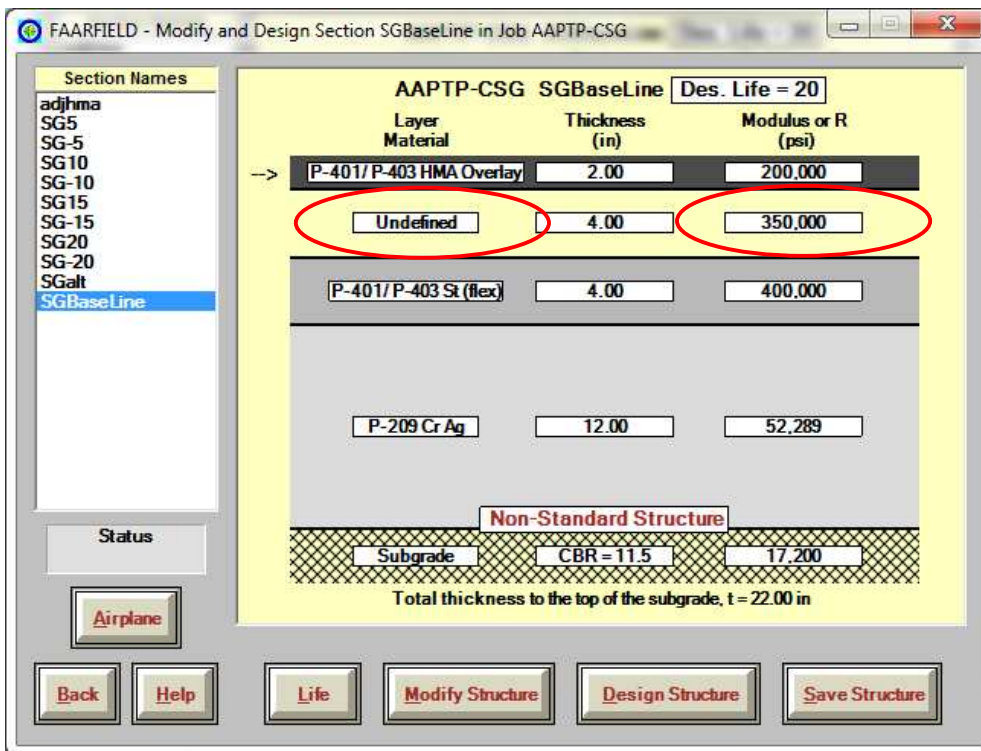 FAARFIELD - Modify and Design Section SGBaseLine in Job AAPTP-CSG
Section Names
adjhma
SG5
SG-5
SG10
SG-10
SG15
SG-15
SG20
SG-20
SGalt
SGBaseLine
Status
Airplane
Back
Help
AAPTP-CSG SGBaseLine Des. Life = 20
Layer Material Thickness (in) Modulus or R (psi)
--> P-401/ P-403 HMA Overlay 2.00 200,000
Undefined 4.00 350,000
P-401/ P-403 St (flex) 4.00 400,000
P-209 Cr Ag 12.00 52,289
Non-Standard Structure
Subgrade CBR = 11.5 17,200
Total thickness to the top of the subgrade, t = 22.00 in
Life
Modify Structure
Design Structure
Save Structure